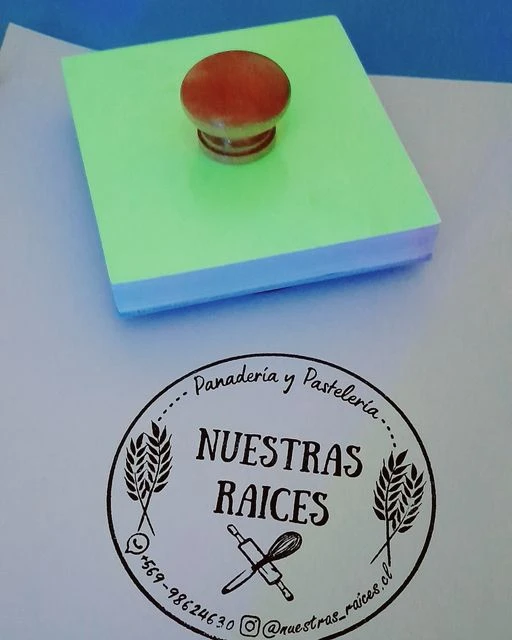 Panadería y Pastelería
NUESTRAS
RAICES
+569-98624630
@nuestras_raices.cl